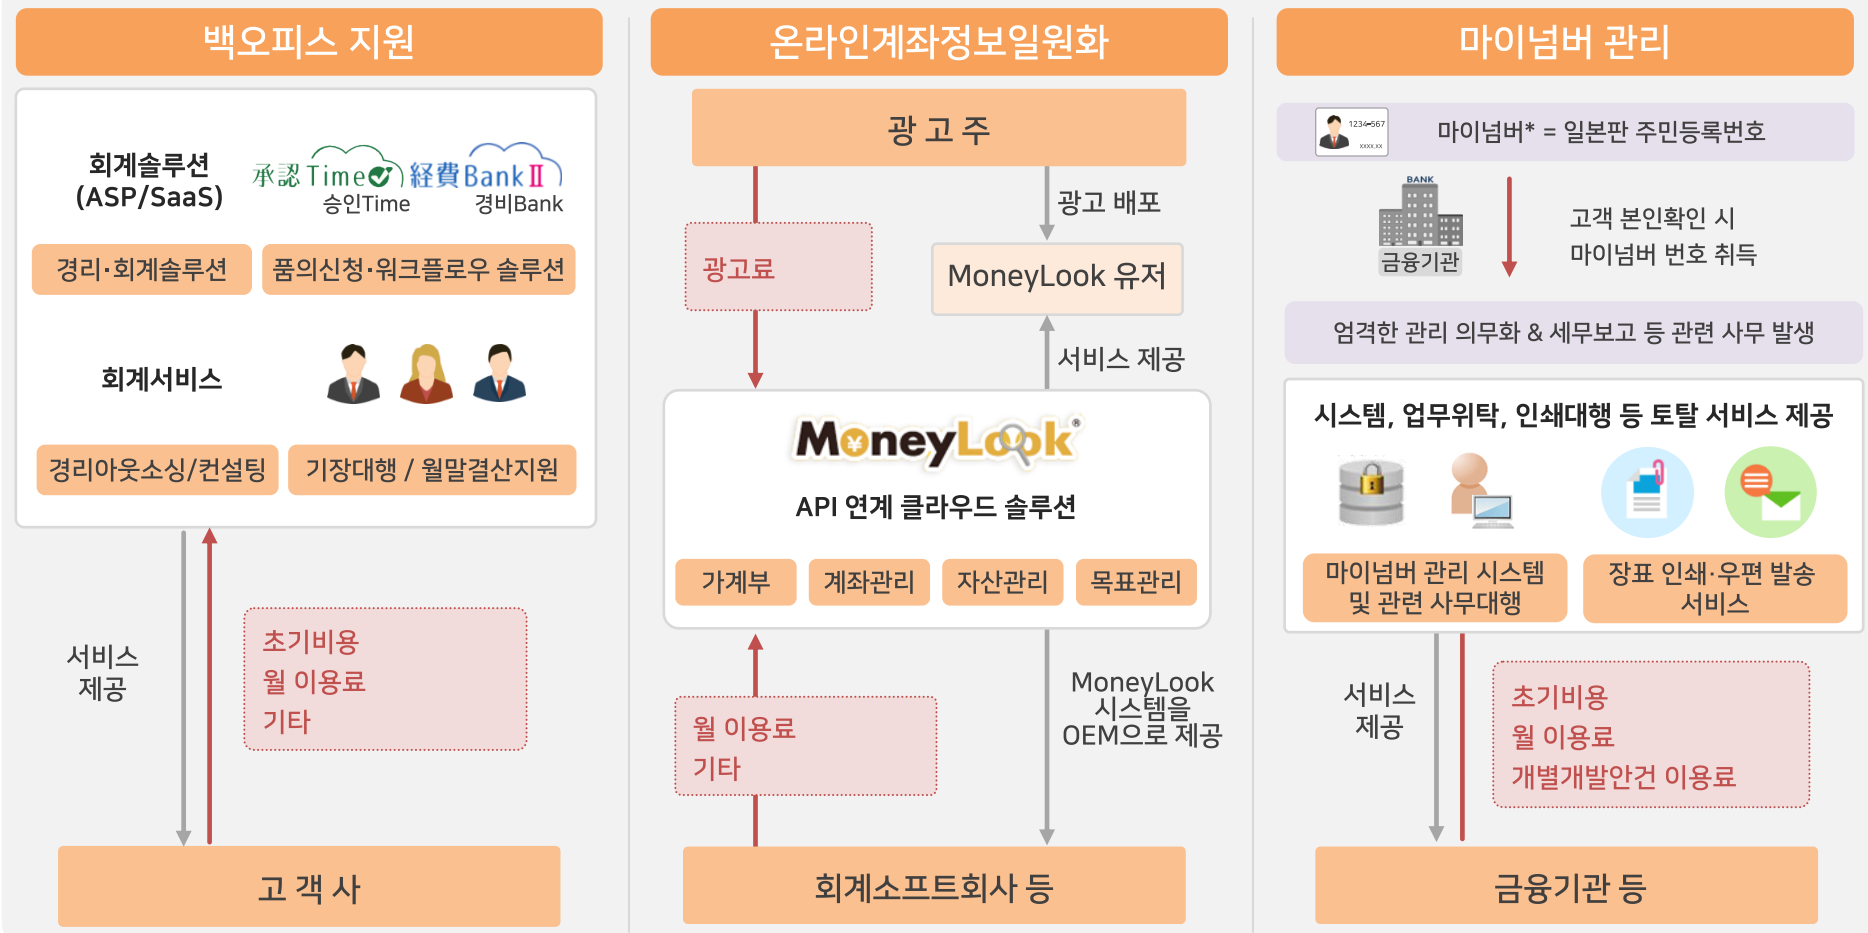 백오피스 지원
회계솔루션
(ASP/SaaS)
承認Time
승인Time
経費BankⅡ
경비Bank
경리·회계솔루션
품의신청·워크플로우 솔루션
회계서비스
경리아웃소싱/컨설팅
기장대행 / 월말결산지원
서비스
제공
초기비용
월 이용료
기타
고 객 사
온라인계좌정보일원화
광 고 주
광고료
광고 배포
MoneyLook 유저
서비스 제공
MoneyLook®
API 연계 클라우드 솔루션
가계부
계좌관리
자산관리
목표관리
월 이용료
기타
MoneyLook
시스템을
OEM으로 제공
회계소프트회사 등
마이넘버 관리
1234-567
xxxx.xx
마이넘버* = 일본판 주민등록번호
BANK
금융기관
고객 본인확인 시
마이넘버 번호 취득
엄격한 관리 의무화 & 세무보고 등 관련 사무 발생
시스템, 업무위탁, 인쇄대행 등 토탈 서비스 제공
마이넘버 관리 시스템
및 관련 사무대행
장표 인쇄·우편 발송
서비스
서비스
제공
초기비용
월 이용료
개별개발안건 이용료
금융기관 등